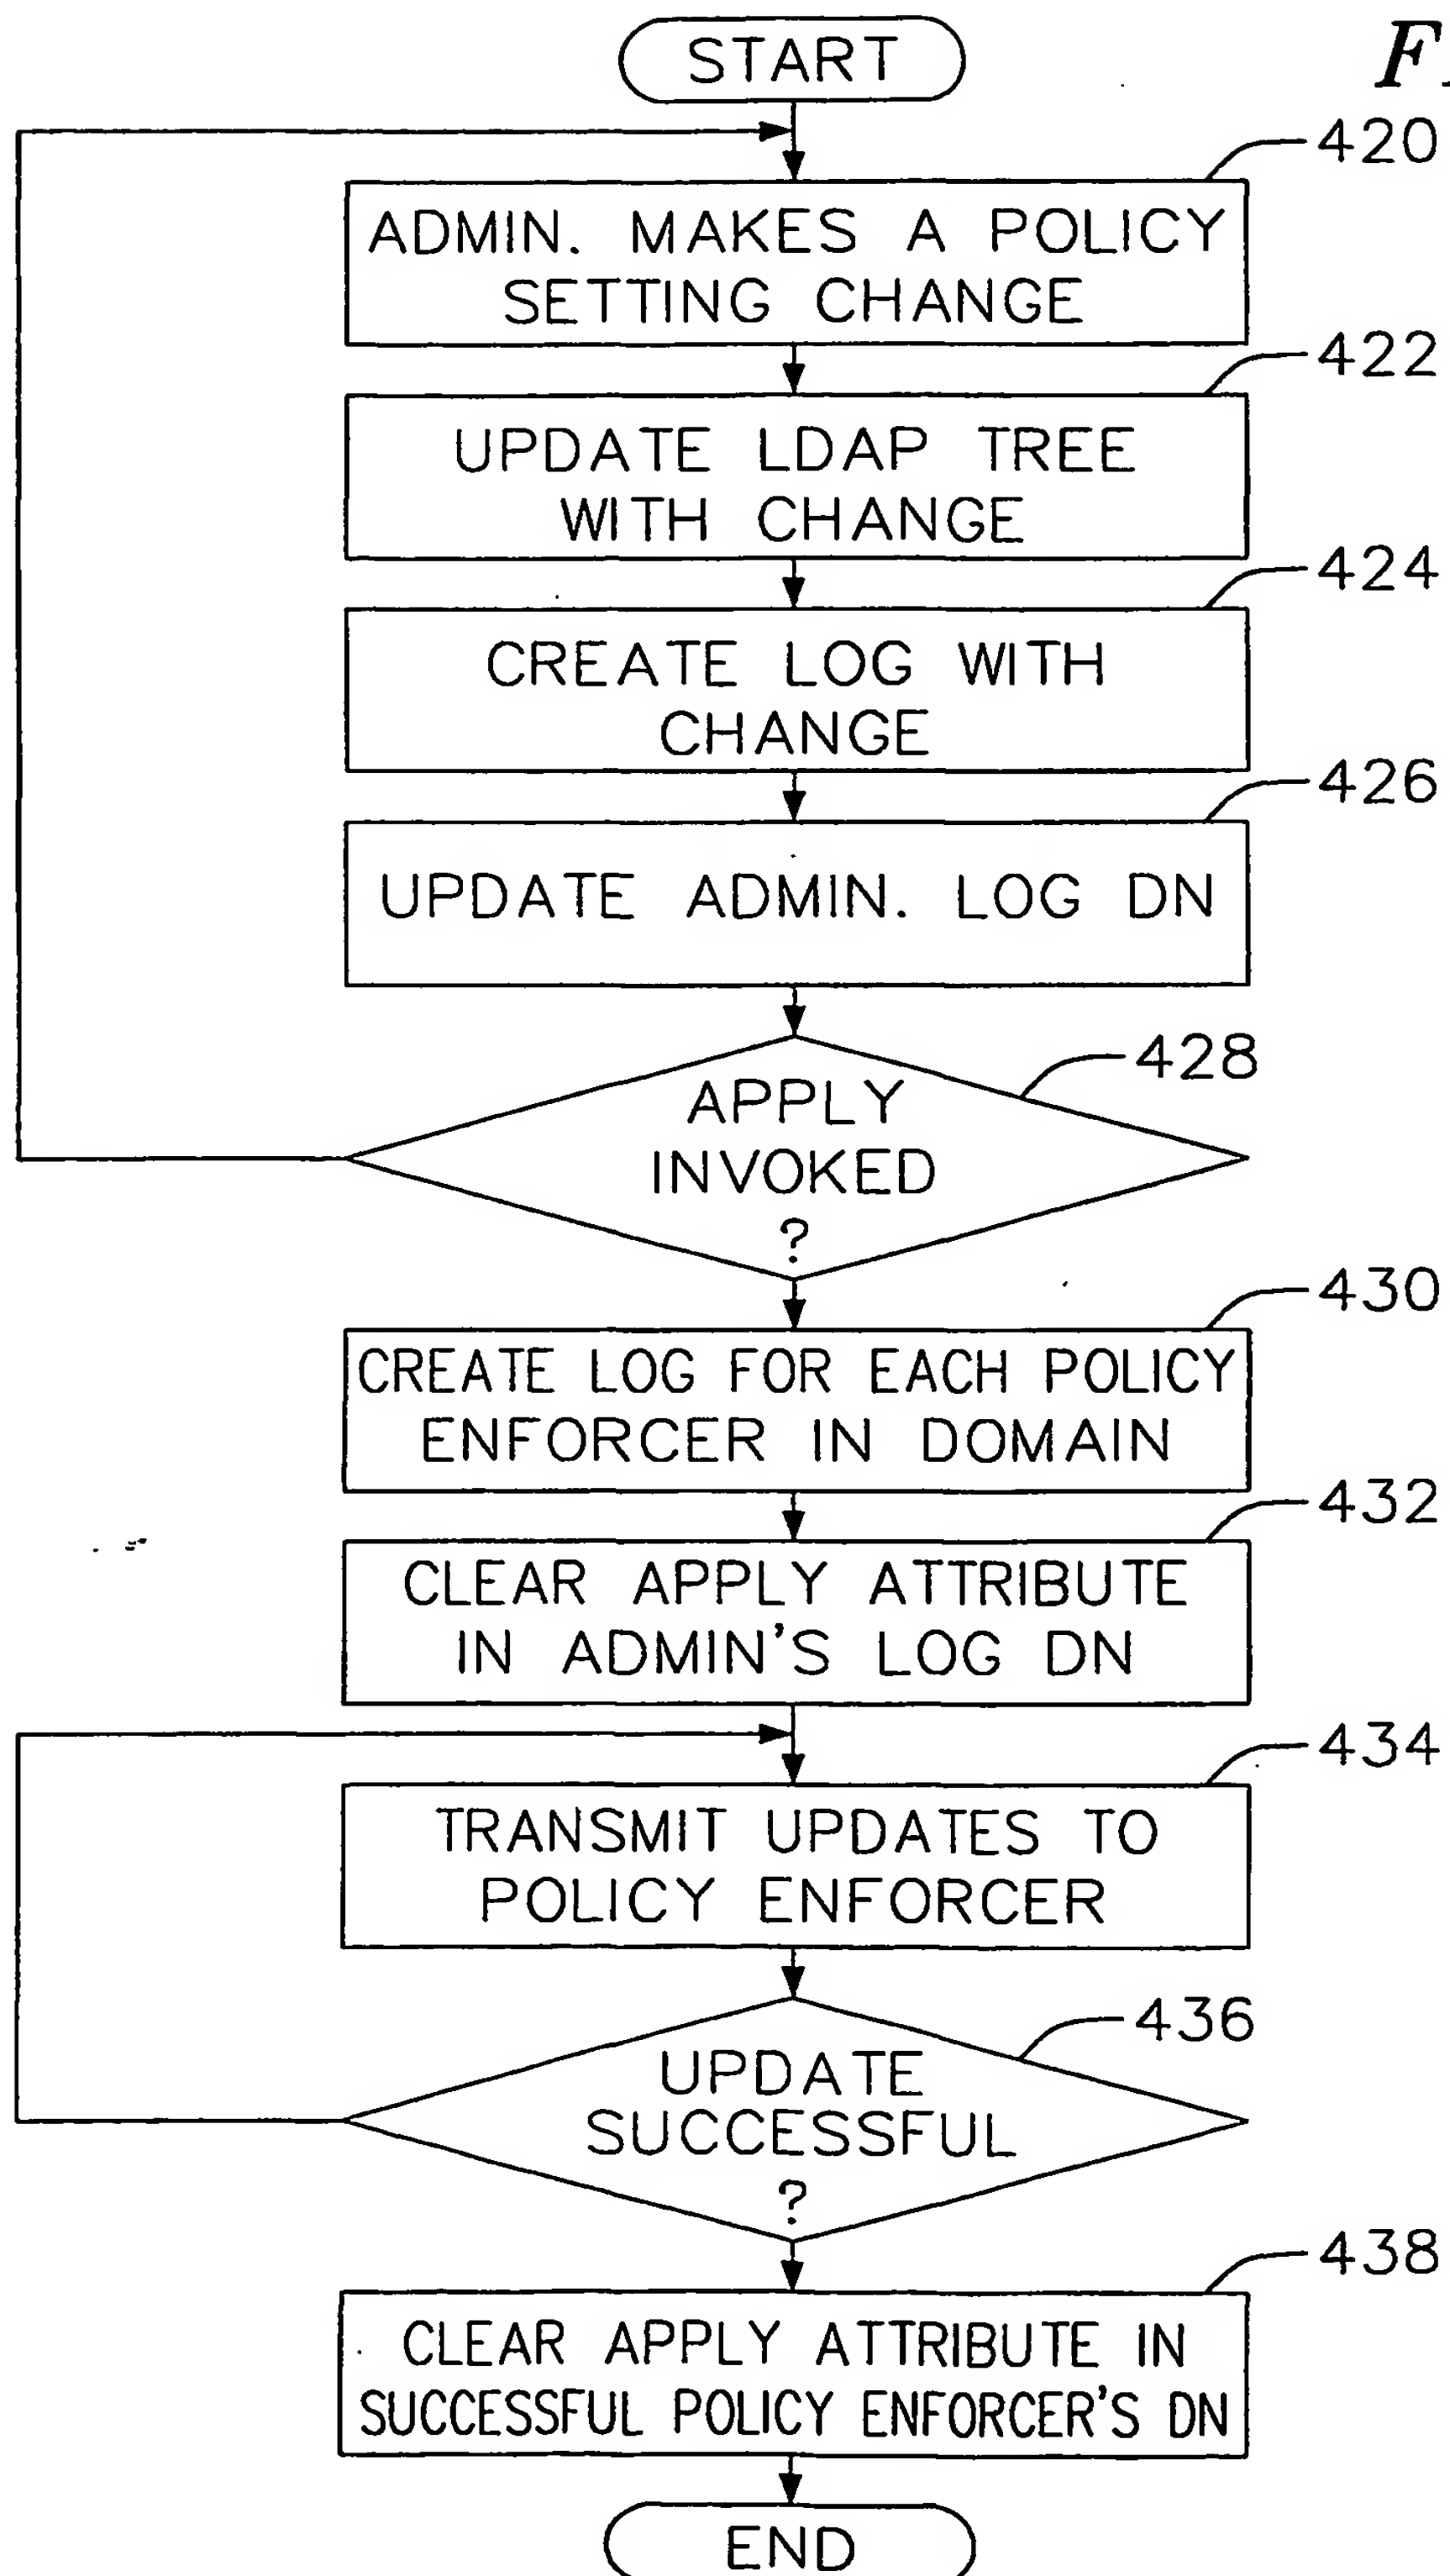 START
420
ADMIN. MAKES A POLICY
SETTING CHANGE
422
UPDATE LDAP TREE
WITH CHANGE
424
CREATE LOG WITH
CHANGE
426
UPDATE ADMIN. LOG DN
428
APPLY
INVOKED
?
430
CREATE LOG FOR EACH POLICY
ENFORCER IN DOMAIN
432
CLEAR APPLY ATTRIBUTE
IN ADMIN'S LOG DN
434
TRANSMIT UPDATES TO
POLICY ENFORCER
436
UPDATE
SUCCESSFUL
?
438
CLEAR APPLY ATTRIBUTE IN
SUCCESSFUL POLICY ENFORCER'S DN
END